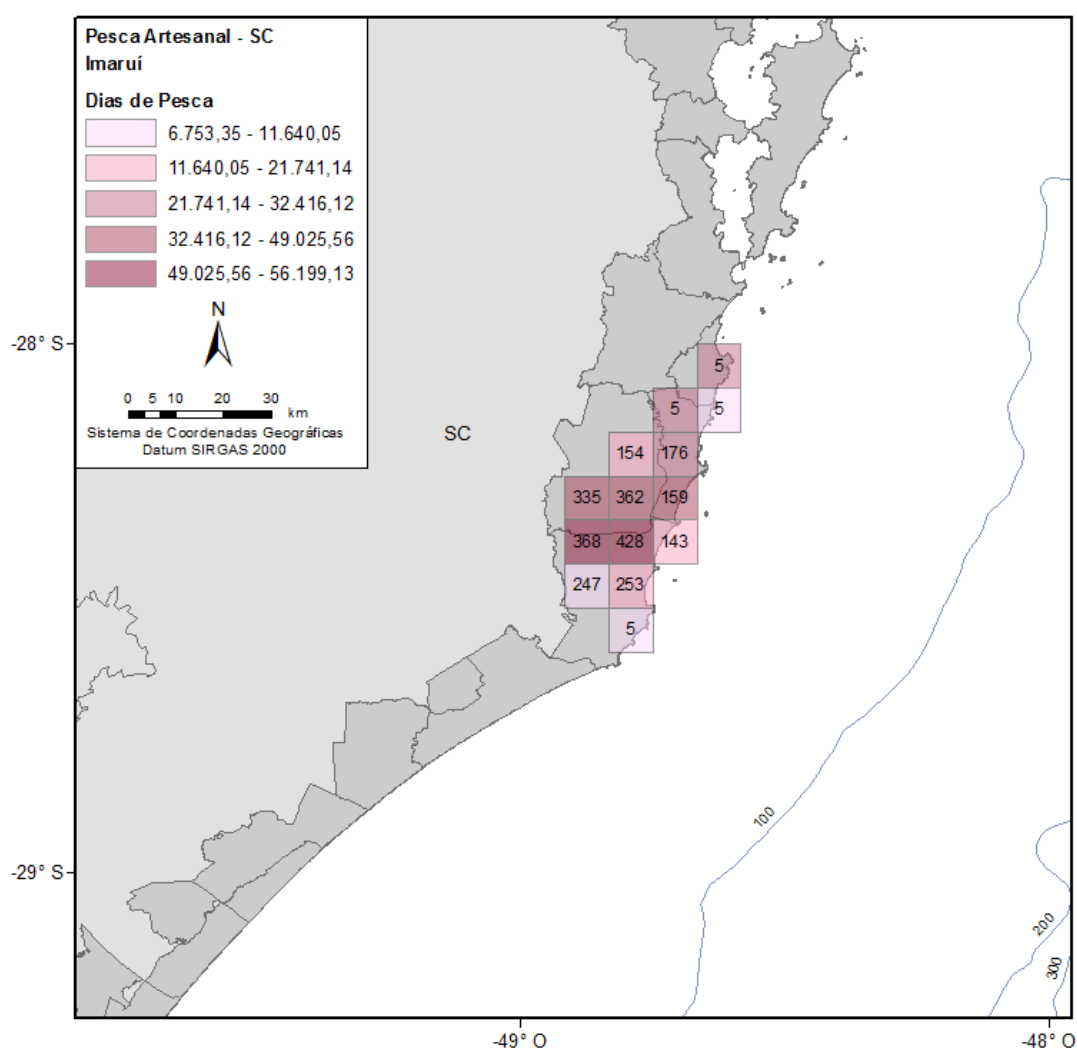 Pesca Artesanal - SC
Imaruí
Dias de Pesca
6.753,35 - 11.640,05
11.640,05 - 21.741,14
21.741,14 - 32.416,12
32.416,12 - 49.025,56
49.025,56 - 56.199,13
N
0 5 10 20 30
km
Sistema de Coordenadas Geográficas
Datum SIRGAS 2000
-28° S
-29° S
SC
5
5 5
154 176
335 362 159
368 428 143
247 253
5
100
200
300
-49° O
-48° O